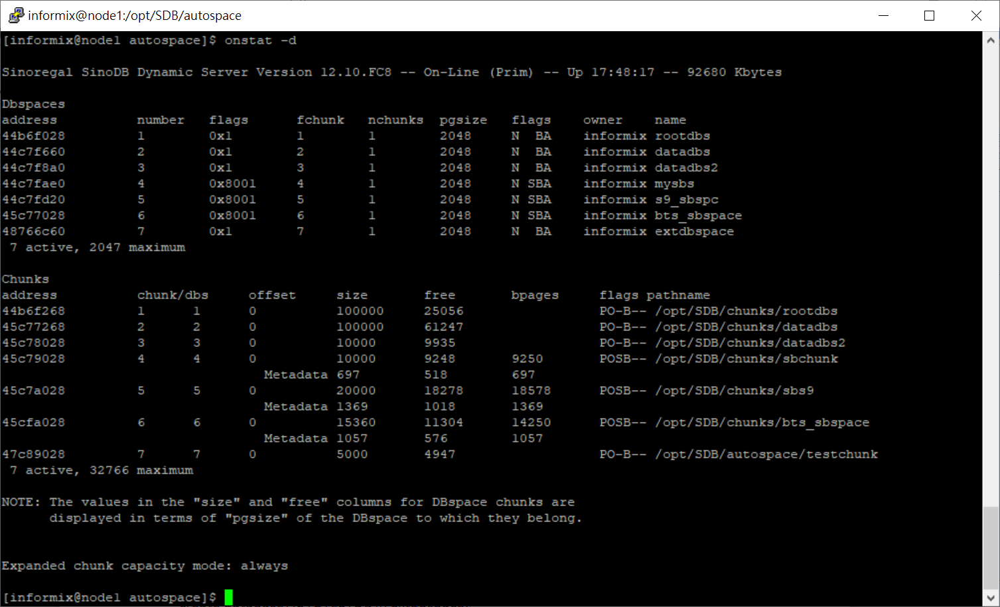 informix@node1:/opt/SDB/autospace
[informix@node1 autospace]$ onstat -d
Sinoregal SinoDB Dynamic Server Version 12.10.FC8 -- On-Line (Prim) -- Up 17:48:17 -- 92680 Kbytes
Dbspaces
address          number   flags      fchunk   nchunks  pgsize   flags    owner    name
44b6f028         1        0x1        1        1        2048     N  BA    informix rootdbs
44c7f660         2        0x1        2        1        2048     N  BA    informix datadbs
44c7f8a0         3        0x1        3        1        2048     N  BA    informix datadbs2
44c7fae0         4        0x8001     4        1        2048     N SBA    informix mysbs
44c7fd20         5        0x8001     5        1        2048     N SBA    informix s9_sbspc
45c77028         6        0x8001     6        1        2048     N SBA    informix bts_sbspace
48766c60         7        0x1        7        1        2048     N  BA    informix extdbspace
 7 active, 2047 maximum
Chunks
address          chunk/dbs     offset     size       free       bpages     flags pathname
44b6f268         1      1      0          100000     25056                 PO-B-- /opt/SDB/chunks/rootdbs
45c77268         2      2      0          100000     61247                 PO-B-- /opt/SDB/chunks/datadbs
45c78028         3      3      0          10000      9935                  PO-B-- /opt/SDB/chunks/datadbs2
45c79028         4      4      0          10000      9248       9250       POSB-- /opt/SDB/chunks/sbchunk
                                 Metadata 697        518        697
45c7a028         5      5      0          20000      18278      18578      POSB-- /opt/SDB/chunks/sbs9
                                 Metadata 1369       1018       1369
45cfa028         6      6      0          15360      11304      14250      POSB-- /opt/SDB/chunks/bts_sbspace
                                 Metadata 1057       576        1057
47c89028         7      7      0          5000       4947                  PO-B-- /opt/SDB/autospace/testchunk
 7 active, 32766 maximum
NOTE: The values in the "size" and "free" columns for DBspace chunks are
      displayed in terms of "pgsize" of the DBspace to which they belong.
Expanded chunk capacity mode: always
[informix@node1 autospace]$